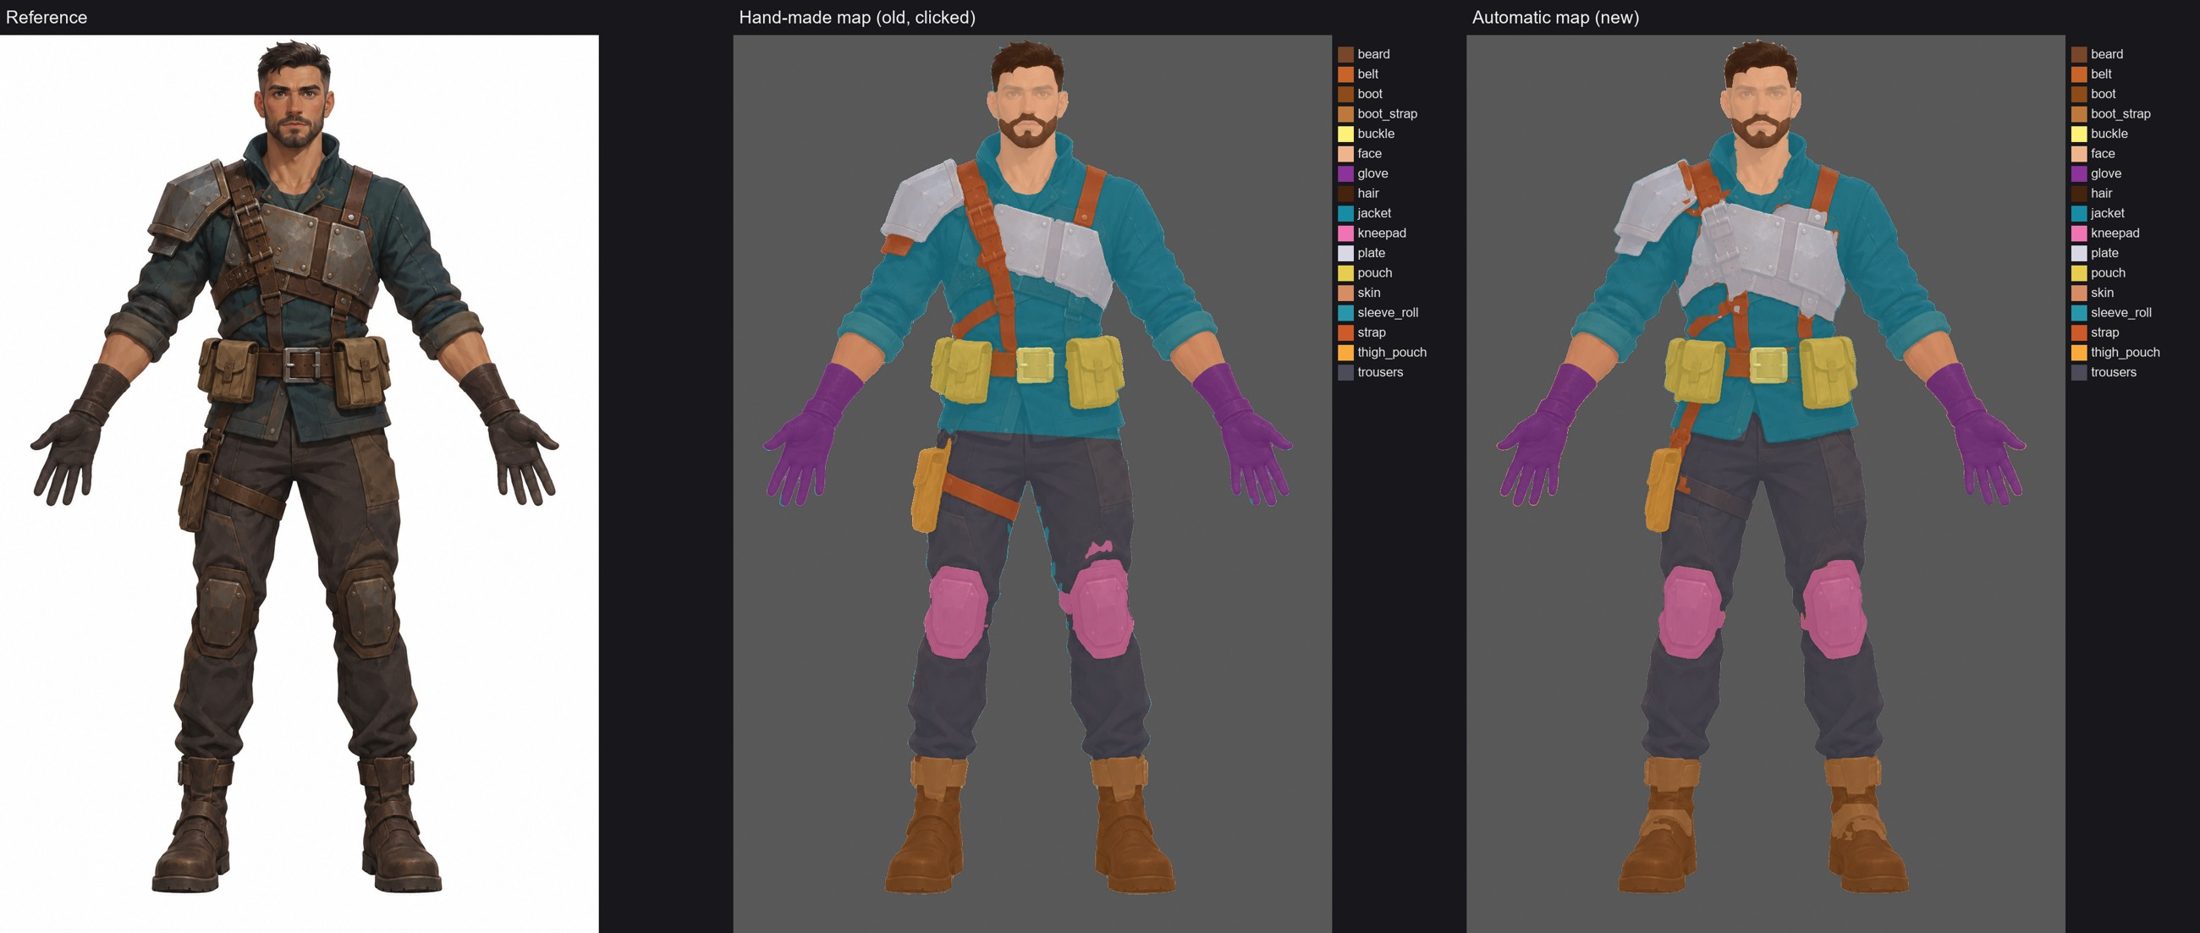 Reference
Hand-made map (old, clicked)
beard
belt
boot
boot_strap
buckle
face
glove
hair
jacket
kneepad
plate
pouch
skin
sleeve_roll
strap
thigh_pouch
trousers
Automatic map (new)
beard
belt
boot
boot_strap
buckle
face
glove
hair
jacket
kneepad
plate
pouch
skin
sleeve_roll
strap
thigh_pouch
trousers